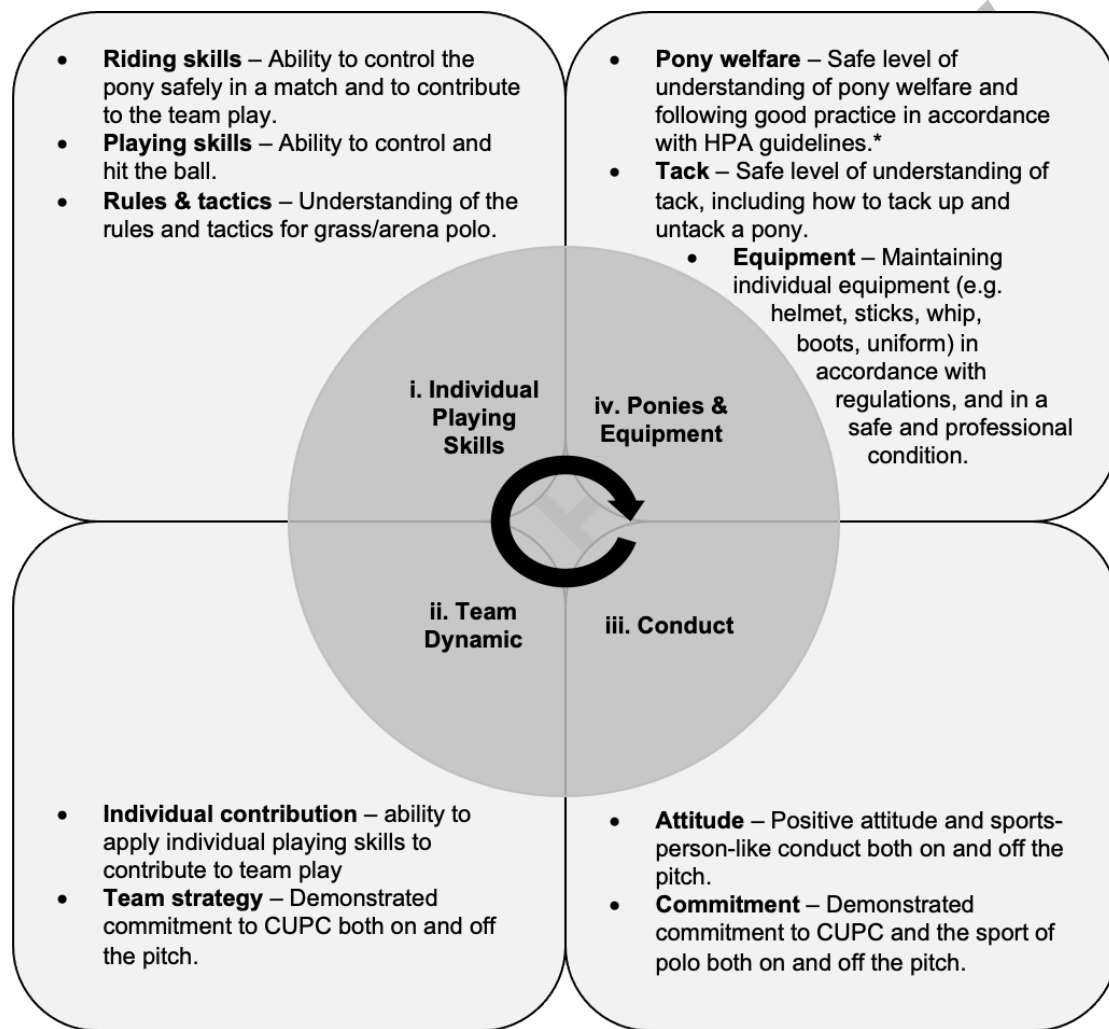 • Riding skills – Ability to control the
pony safely in a match and to contribute
to the team play.
• Playing skills – Ability to control and
hit the ball.
• Rules & tactics – Understanding of the
rules and tactics for grass/arena polo.
• Pony welfare – Safe level of
understanding of pony welfare and
following good practice in accordance
with HPA guidelines.*
• Tack – Safe level of understanding of
tack, including how to tack up and
untack a pony.
• Equipment – Maintaining
individual equipment (e.g.
helmet, sticks, whip,
boots, uniform) in
accordance with
regulations, and in a
safe and professional
condition.
i. Individual
Playing
Skills
iv. Ponies &
Equipment
ii. Team
Dynamic
iii. Conduct
• Individual contribution – ability to
apply individual playing skills to
contribute to team play
• Team strategy – Demonstrated
commitment to CUPC both on and off
the pitch.
• Attitude – Positive attitude and sports-
person-like conduct both on and off the
pitch.
• Commitment – Demonstrated
commitment to CUPC and the sport of
polo both on and off the pitch.